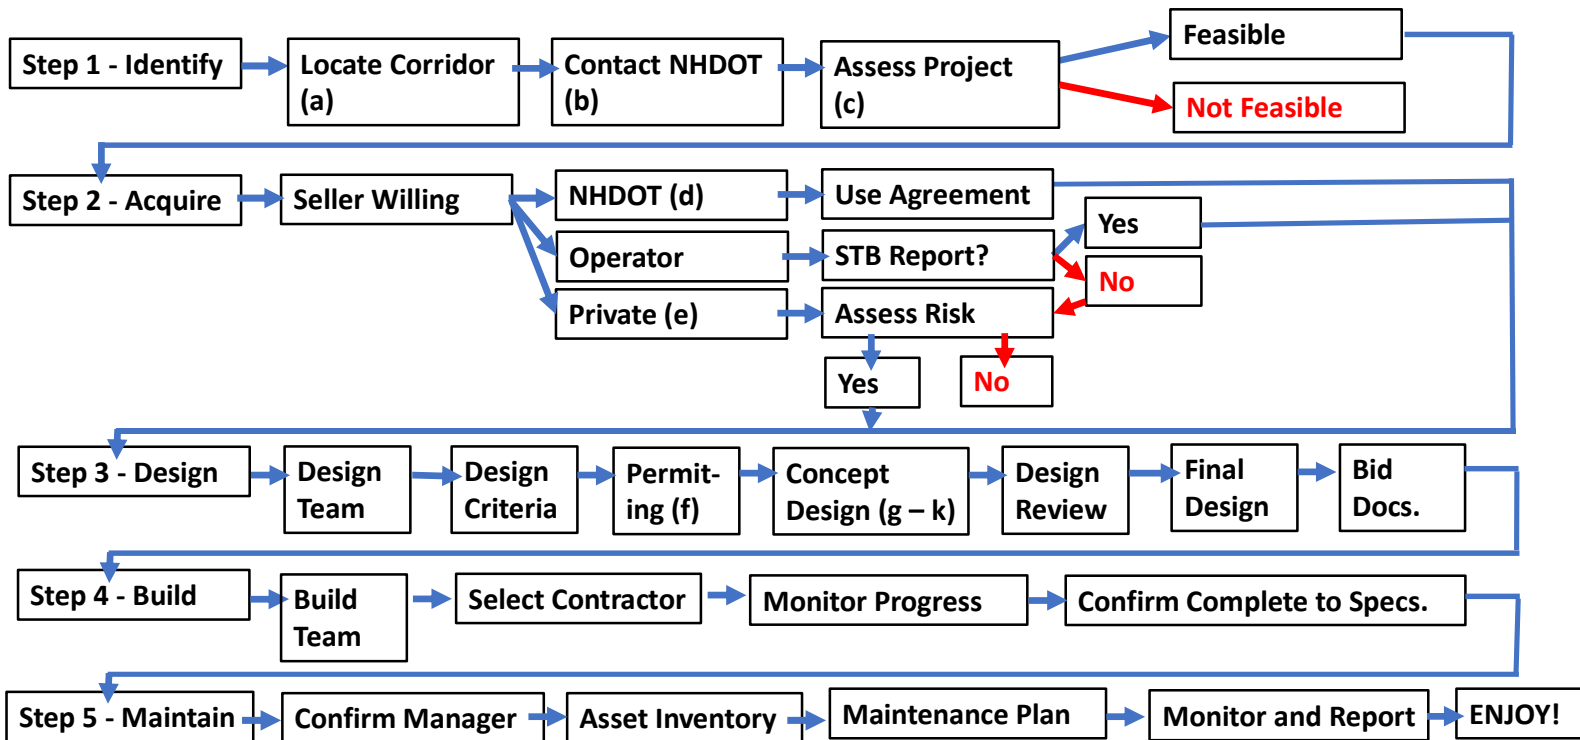 Step 1 - Identify
Locate Corridor
(a)
Contact NHDOT
(b)
Assess Project
(c)
Feasible
Not Feasible
Step 2 - Acquire
Seller Willing
NHDOT (d)
Use Agreement
Operator
STB Report?
Yes
No
Private (e)
Assess Risk
Yes
No
Step 3 - Design
Design
Team
Design
Criteria
Permit-
ing (f)
Concept
Design (g – k)
Design
Review
Final
Design
Bid
Docs.
Step 4 - Build
Build
Team
Select Contractor
Monitor Progress
Confirm Complete to Specs.
Step 5 - Maintain
Confirm Manager
Asset Inventory
Maintenance Plan
Monitor and Report
ENJOY!